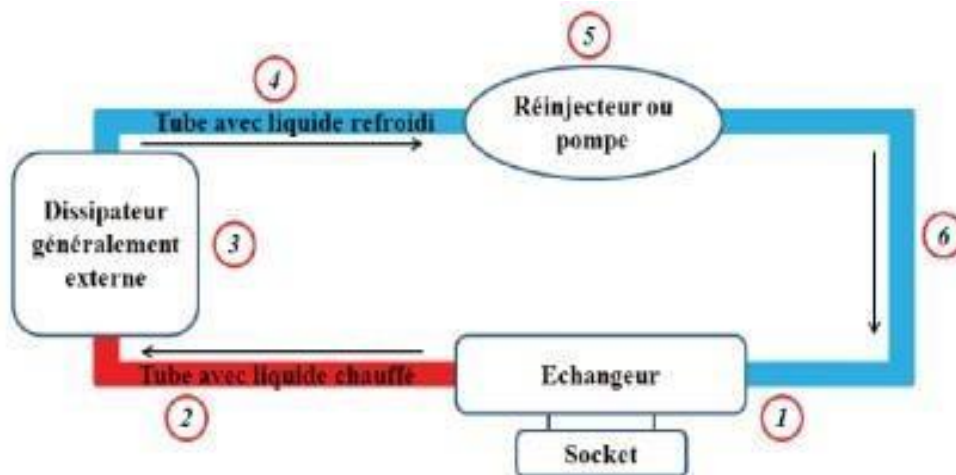 5
4
Tube avec liquide refroidi
Réinjecteur ou
pompe
Dissipateur
généralement
externe
3
6
Tube avec liquide chauffé
Echangeur
2
1
Socket